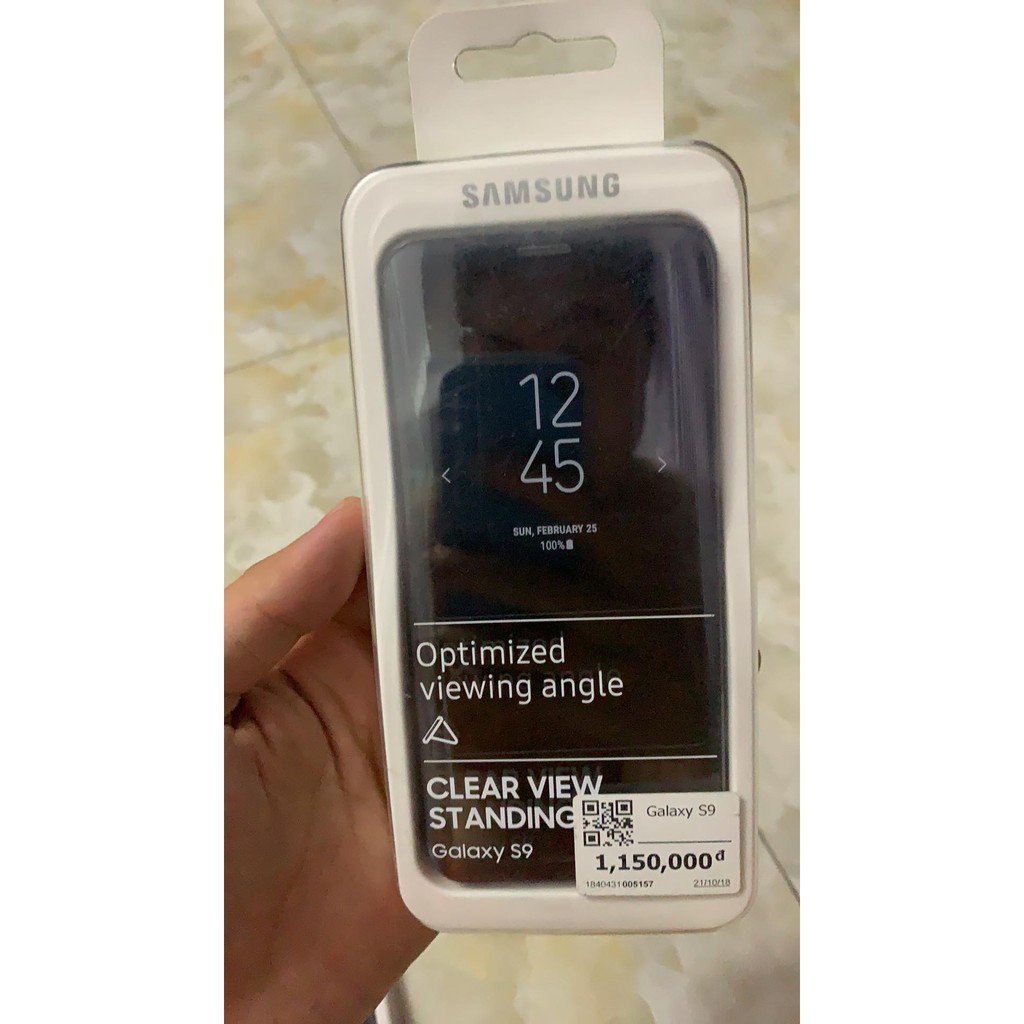 SAMSUNG
12
45
< >
SUN, FEBRUARY 25
100%
Optimized
viewing angle
CLEAR VIEW
STANDING
Galaxy S9
Galaxy S9
1,150,000đ
1840431005157 21/10/18